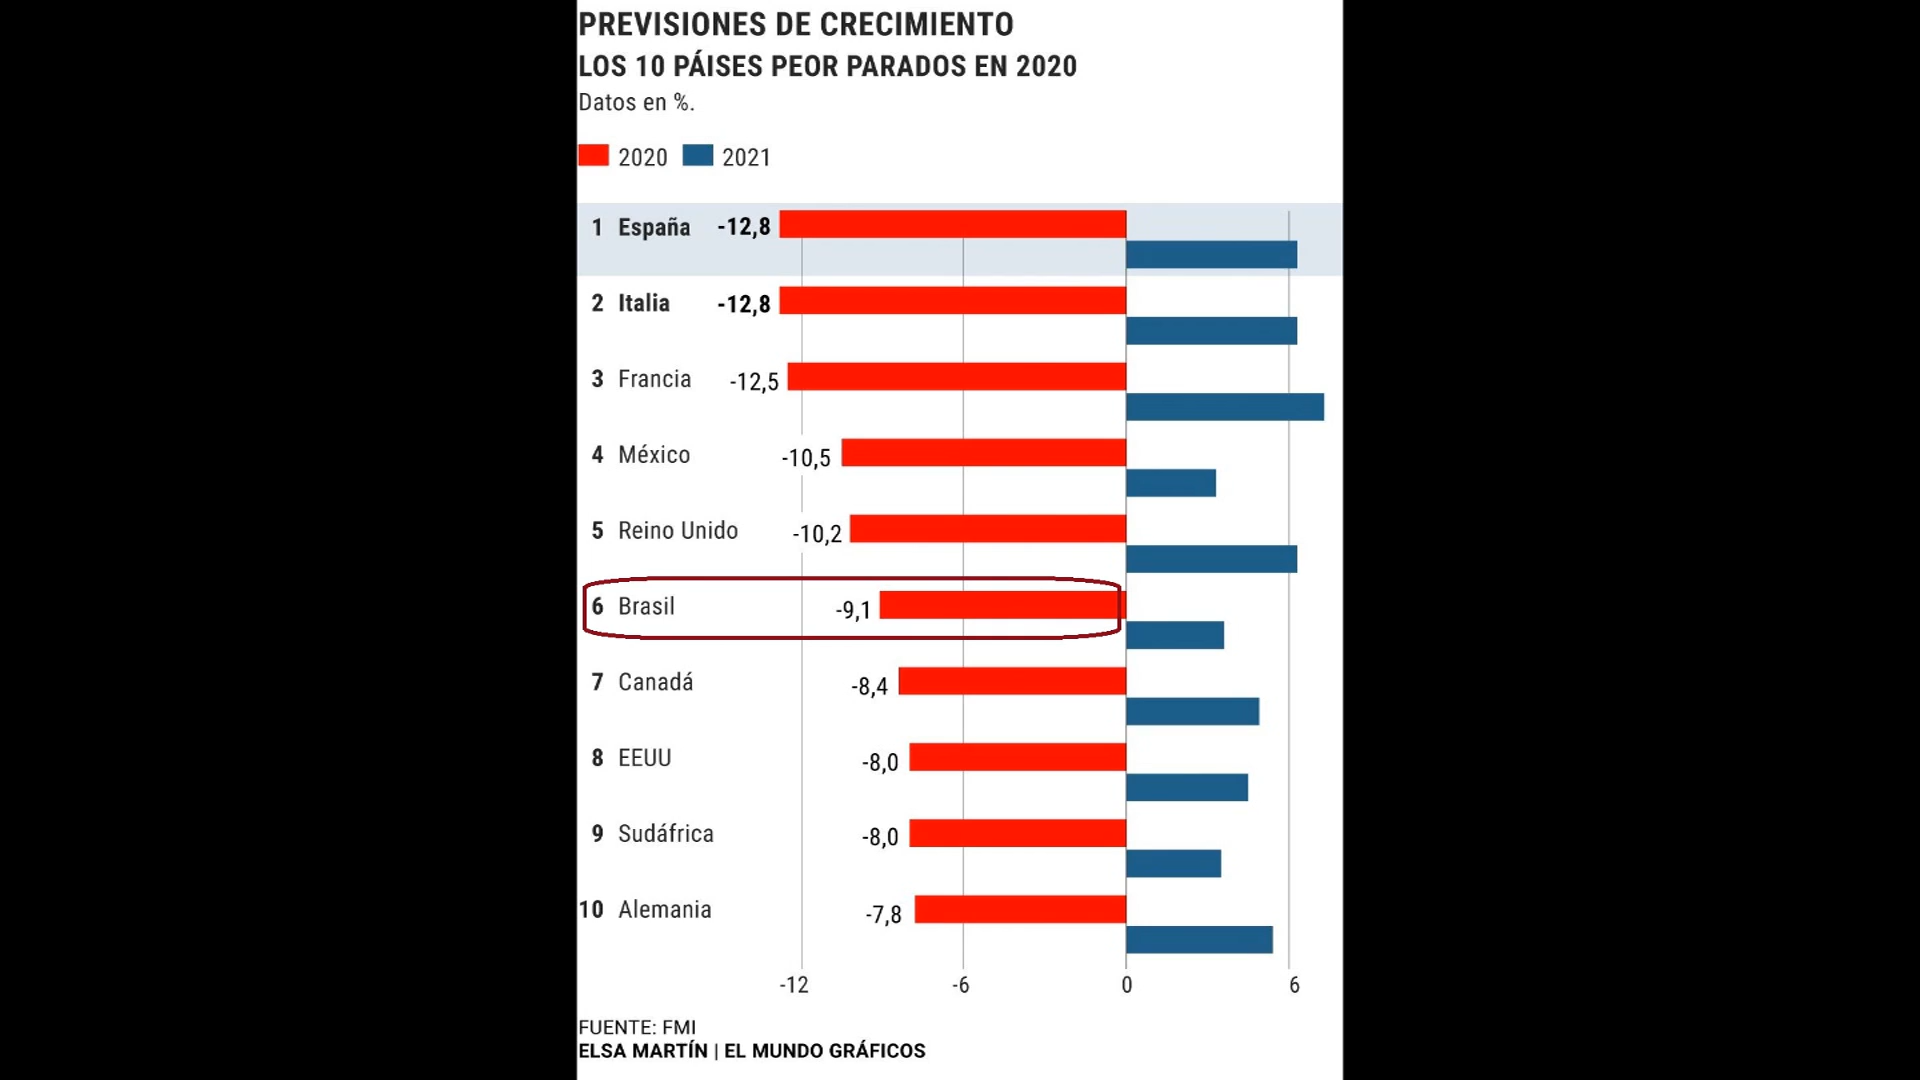 PREVISIONES DE CRECIMIENTO
LOS 10 PÁISES PEOR PARADOS EN 2020
Datos en %.
2020 2021
1 España -12,8
2 Italia -12,8
3 Francia -12,5
4 México -10,5
5 Reino Unido -10,2
6 Brasil -9,1
7 Canadá -8,4
8 EEUU -8,0
9 Sudáfrica -8,0
10 Alemania -7,8
-12 -6 0 6
FUENTE: FMI
ELSA MARTÍN | EL MUNDO GRÁFICOS